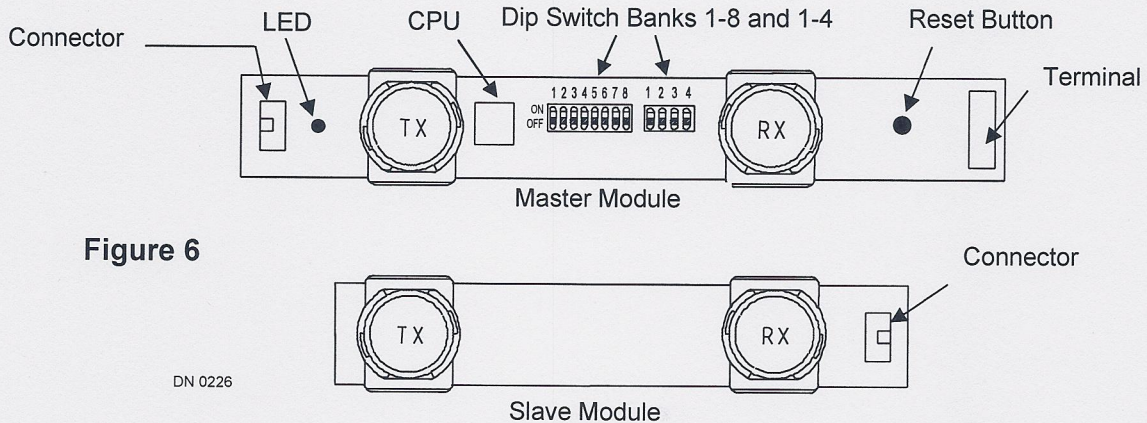 Connector
LED
CPU
Dip Switch Banks 1-8 and 1-4
Reset Button
Terminal
1 2 3 4 5 6 7 8
1 2 3 4
ON
OFF
TX
RX
Master Module
Figure 6
Connector
TX
RX
DN 0226
Slave Module